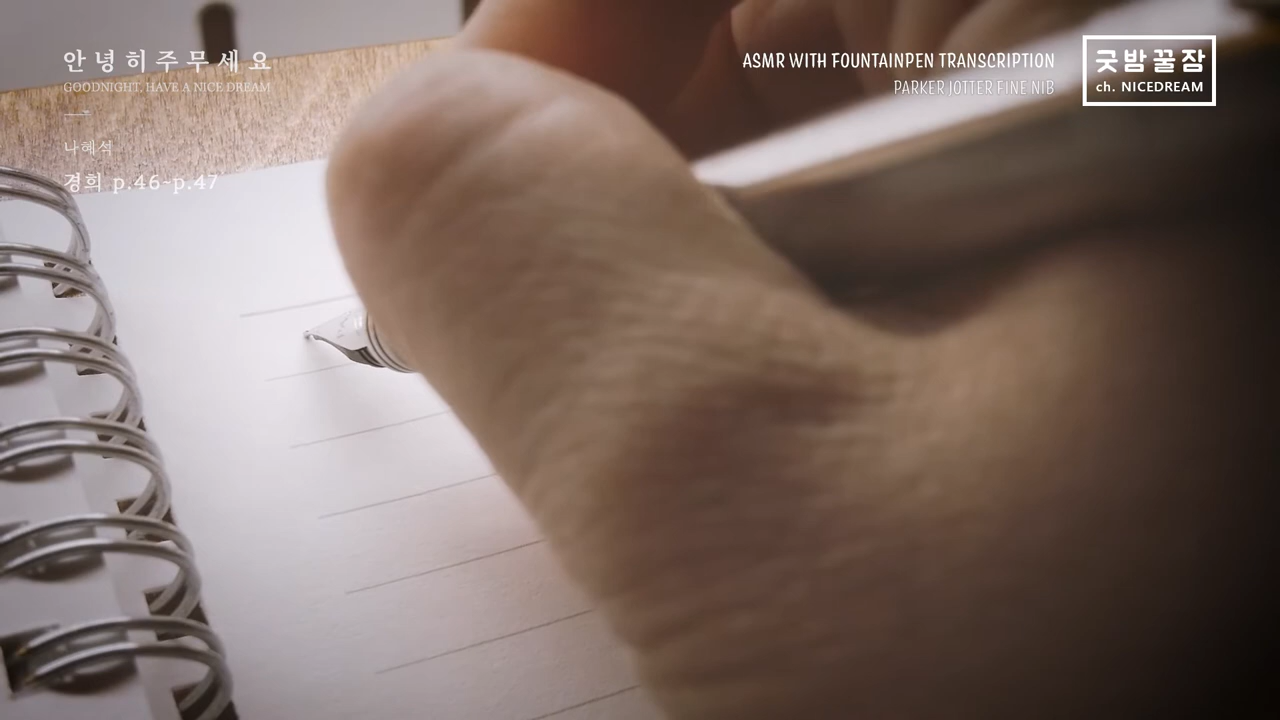 안녕히주무세요
GOODNIGHT, HAVE A NICE DREAM
나혜석
경희 p.46~p.47
ASMR WITH FOUNTAINPEN TRANSCRIPTION
PARKER JOTTER FINE NIB
굿밤꿀잠
ch. NICEDREAM